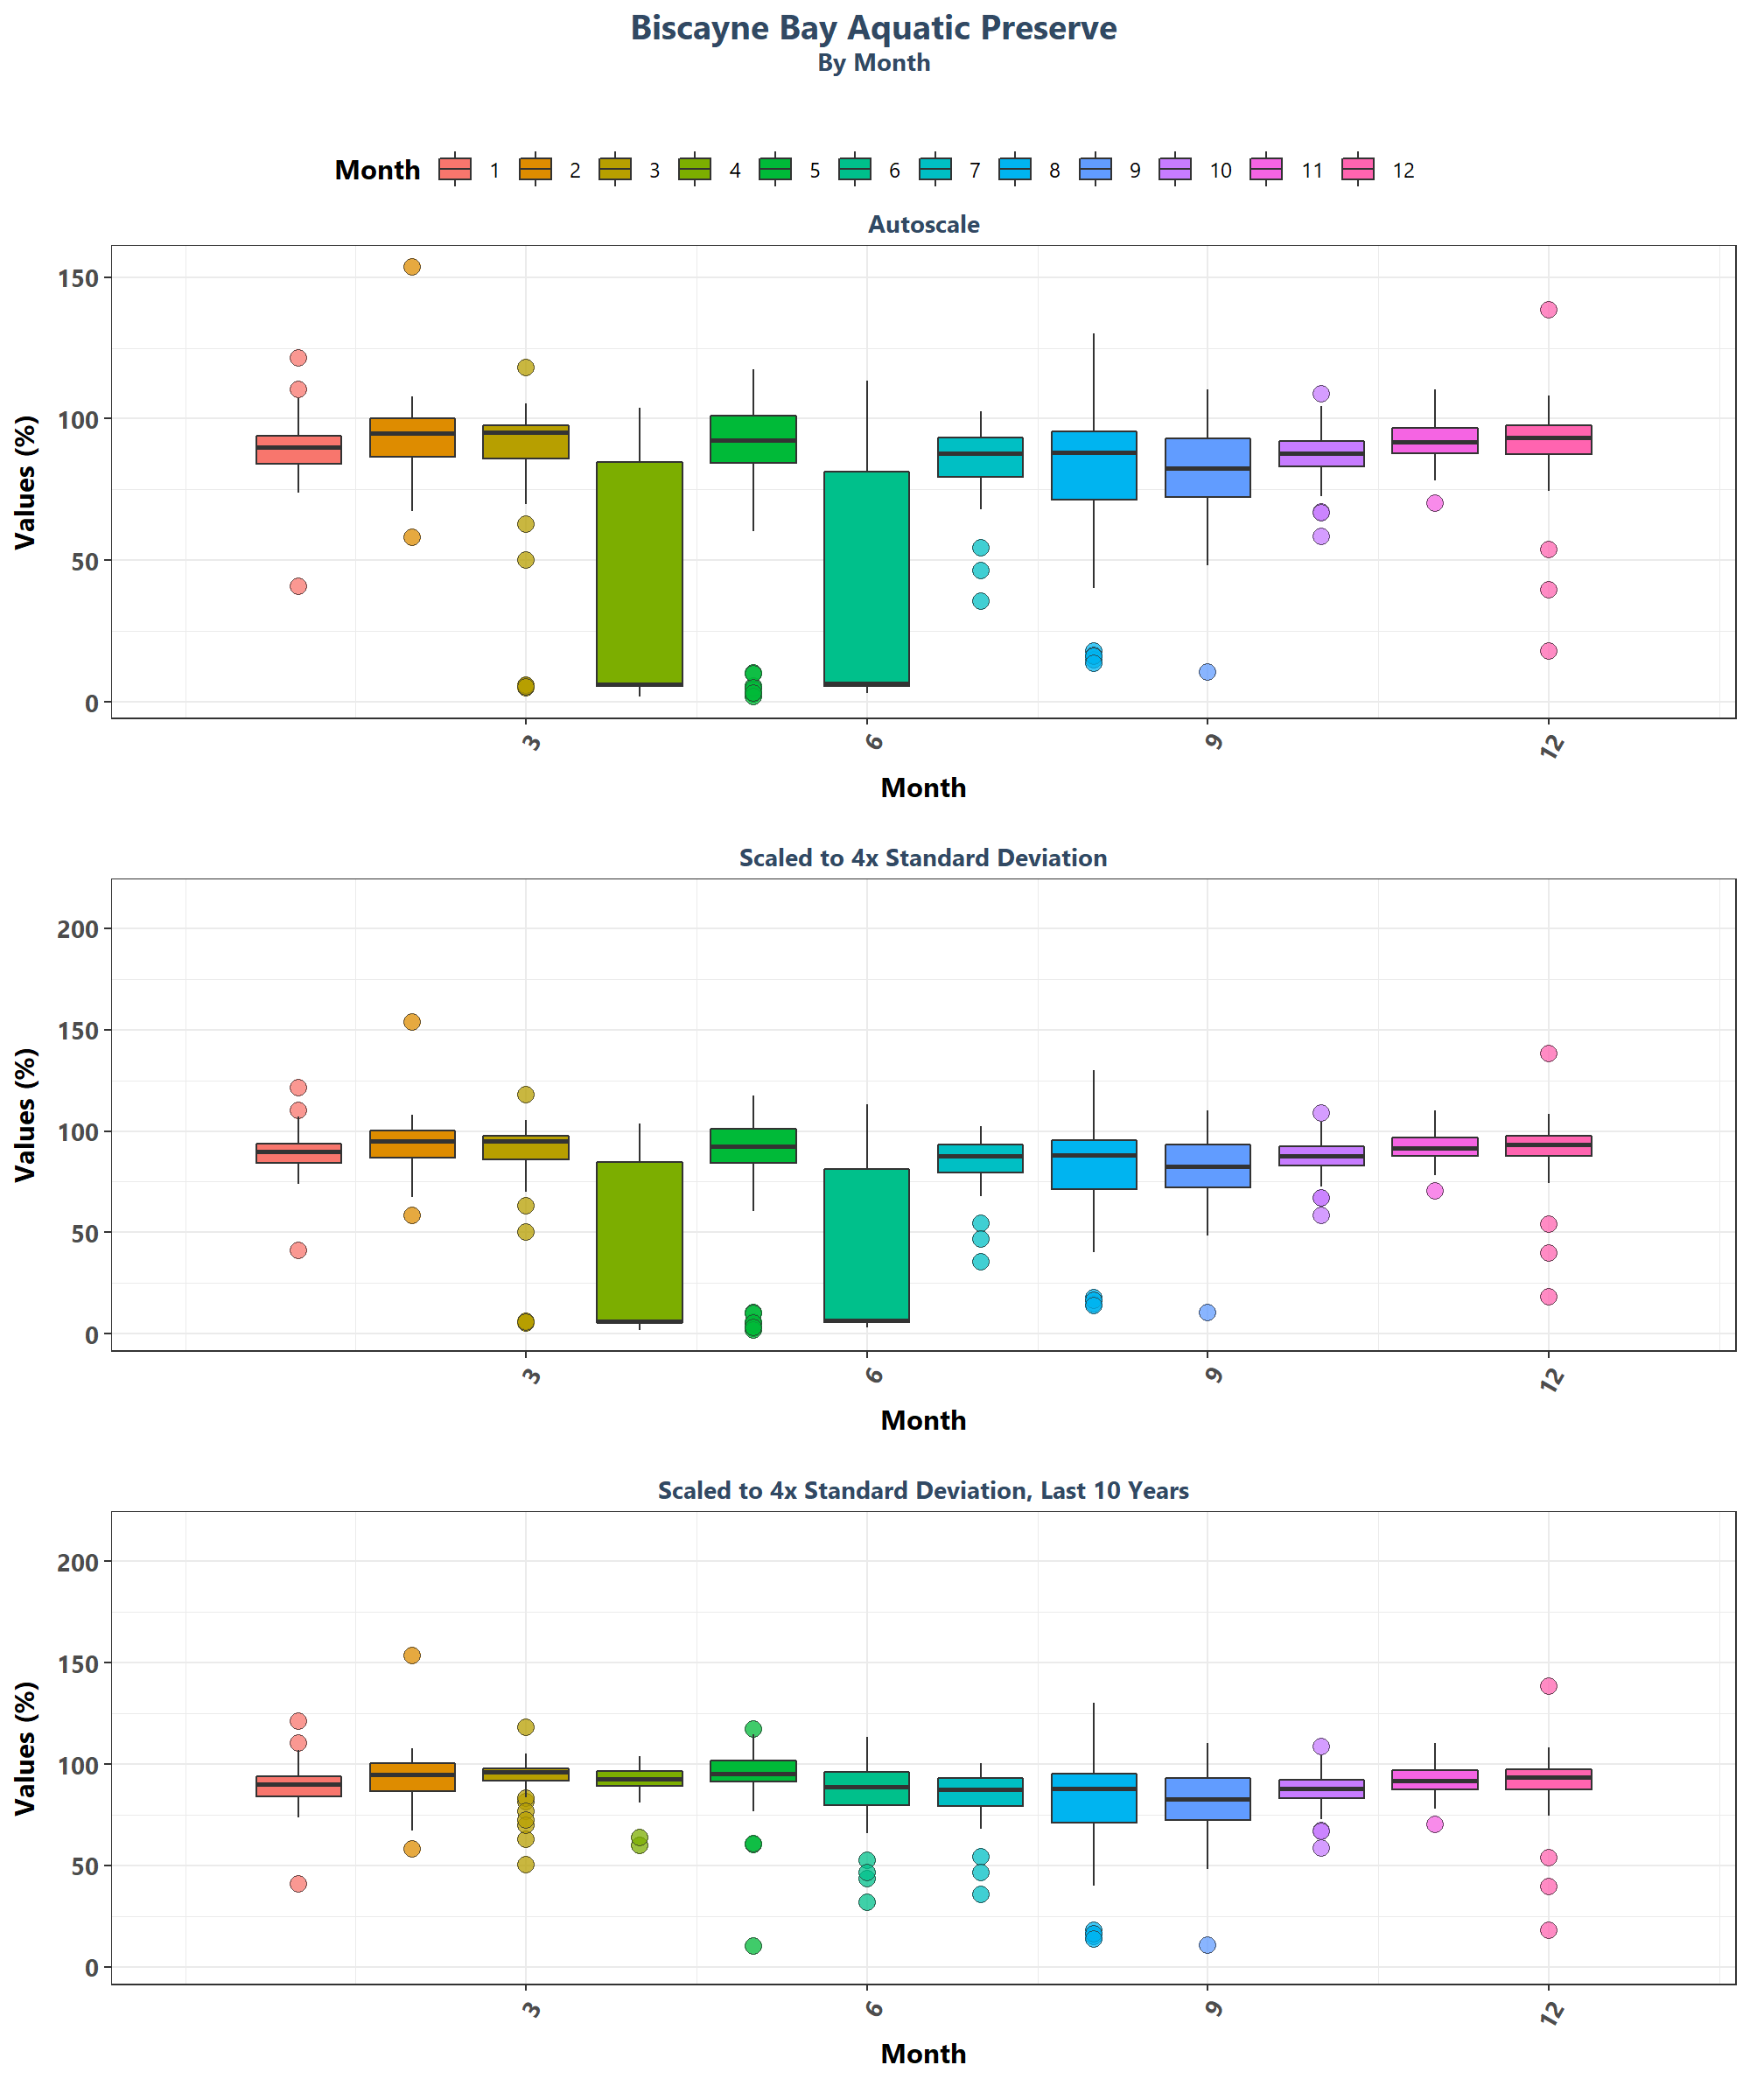 Biscayne Bay Aquatic Preserve
By Month
Month 1 2 3 4 5 6 7 8 9 10 11 12
Autoscale
150
100
50
0
Values (%)
3 6 9 12
Month
Scaled to 4x Standard Deviation
200
150
100
50
0
Values (%)
3 6 9 12
Month
Scaled to 4x Standard Deviation, Last 10 Years
200
150
100
50
0
Values (%)
3 6 9 12
Month